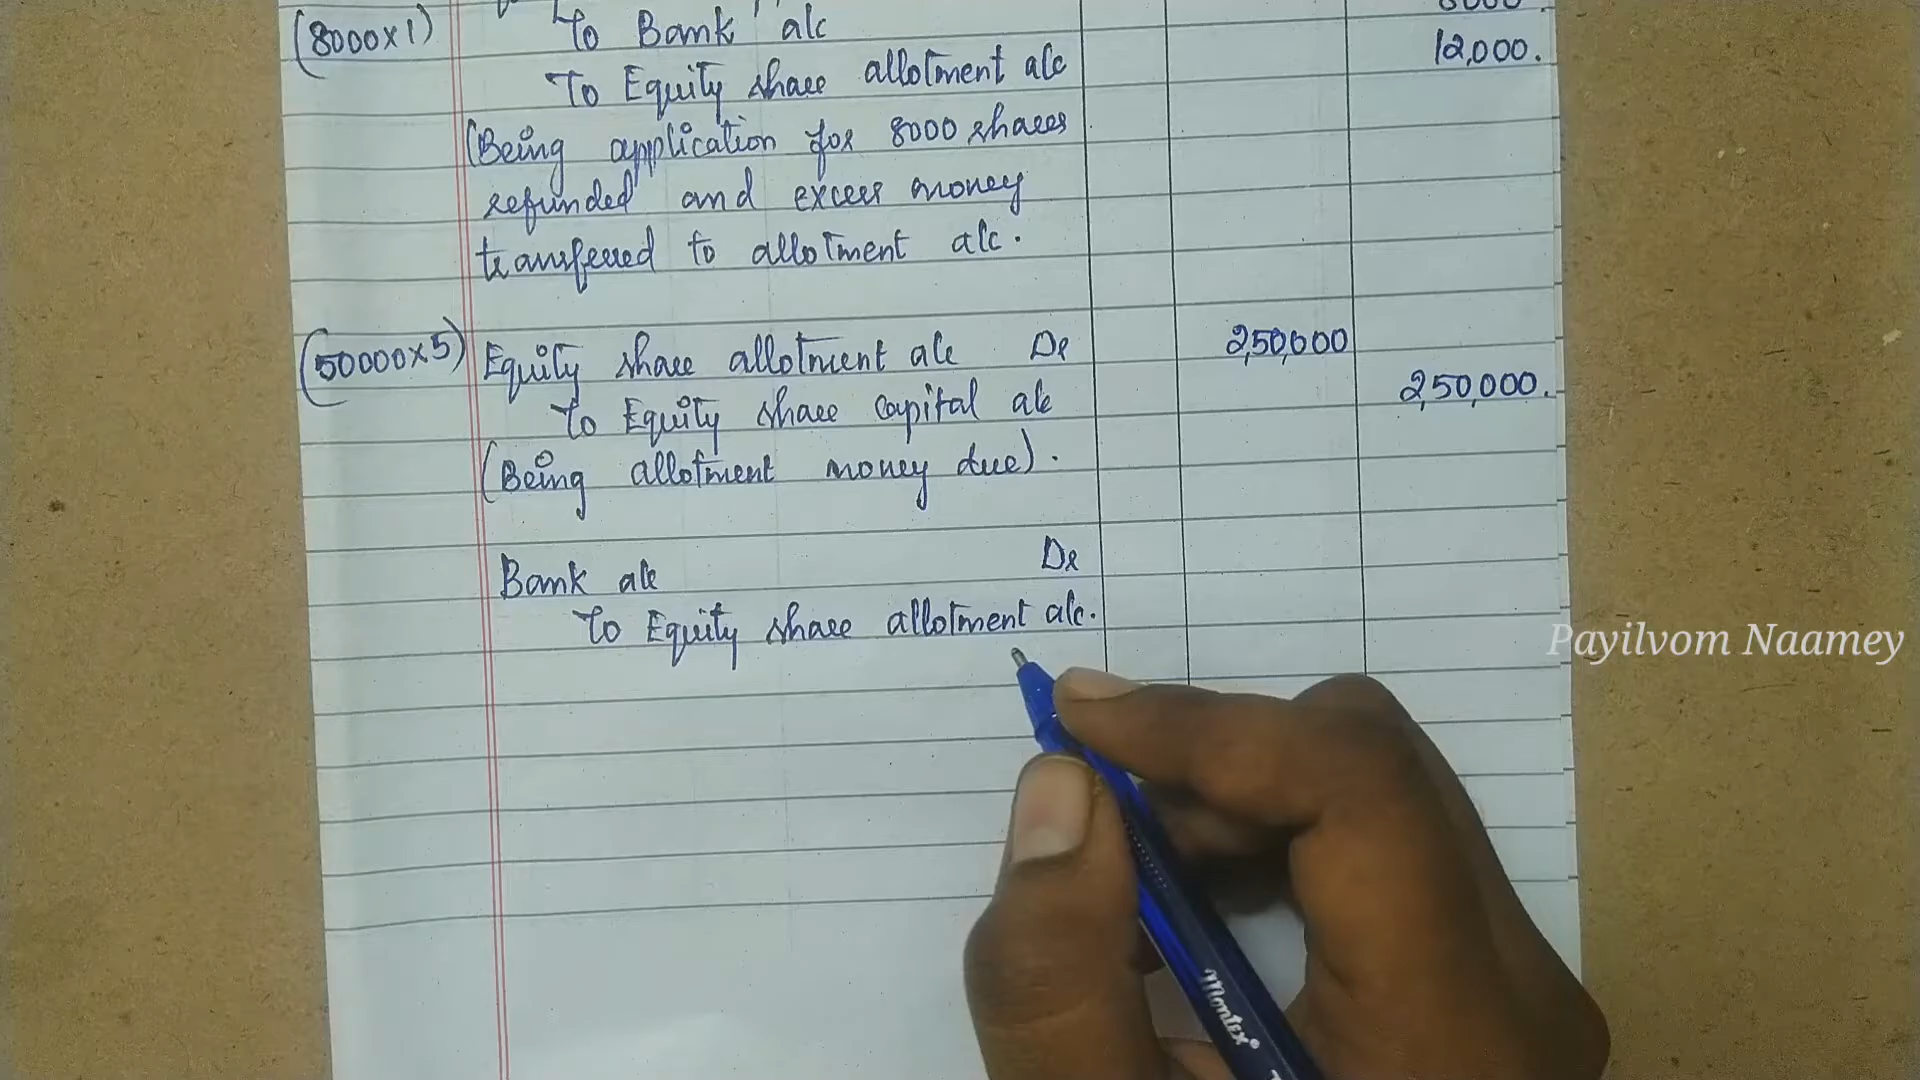 8000.
(8000x1) To Bank a/c
12,000.
To Equity share allotment a/c
(Being application for 8000 shares
refunded and excess money
transferred to allotment a/c.
(50000x5) Equity share allotment a/c Dr 2,50,000
To Equity share capital a/c 2,50,000.
(Being allotment money due).
Bank a/c Dr
To Equity share allotment a/c.
Payilvom Naamey
Montex